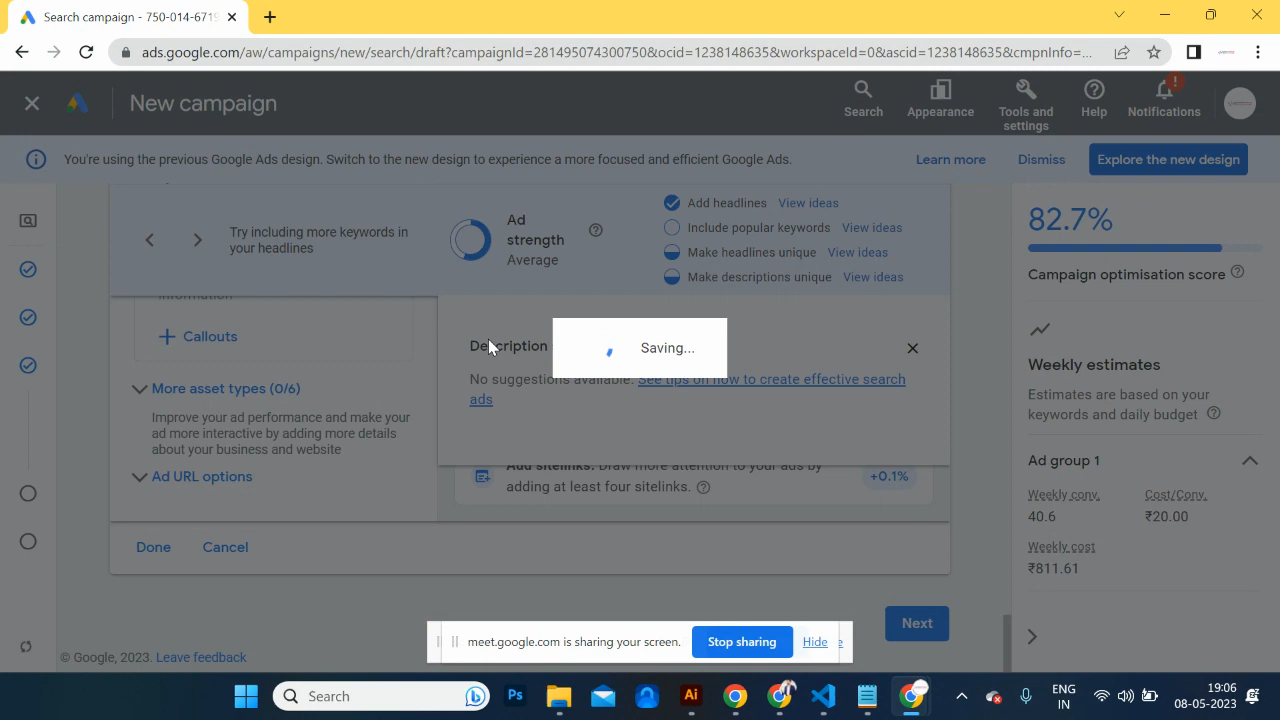 Search campaign - 750-014-6719
ads.google.com/aw/campaigns/new/search/draft?campaignId=281495074300750&ocid=1238148635&workspaceId=0&ascid=1238148635&cmpnInfo=...
New campaign
Search
Appearance
Tools and
settings
Help
Notifications
You're using the previous Google Ads design. Switch to the new design to experience a more focused and efficient Google Ads.
Learn more
Dismiss
Explore the new design
Try including more keywords in
your headlines
Ad
strength
Average
Add headlines View ideas
Include popular keywords View ideas
Make headlines unique View ideas
Make descriptions unique View ideas
82.7%
Campaign optimisation score
information
Callouts
More asset types (0/6)
Improve your ad performance and make your
ad more interactive by adding more details
about your business and website
Ad URL options
Description
Saving...
No suggestions available. See tips on how to create effective search
ads
Add sitelinks: Draw more attention to your ads by
adding at least four sitelinks.
+0.1%
Weekly estimates
Estimates are based on your
keywords and daily budget
Ad group 1
Weekly conv. Cost/Conv.
40.6 ₹20.00
Weekly cost
₹811.61
Done
Cancel
Next
meet.google.com is sharing your screen.
Stop sharing
Hide
© Google, 2023. Leave feedback
Search
Ps
Ai
ENG
IN
19:06
08-05-2023